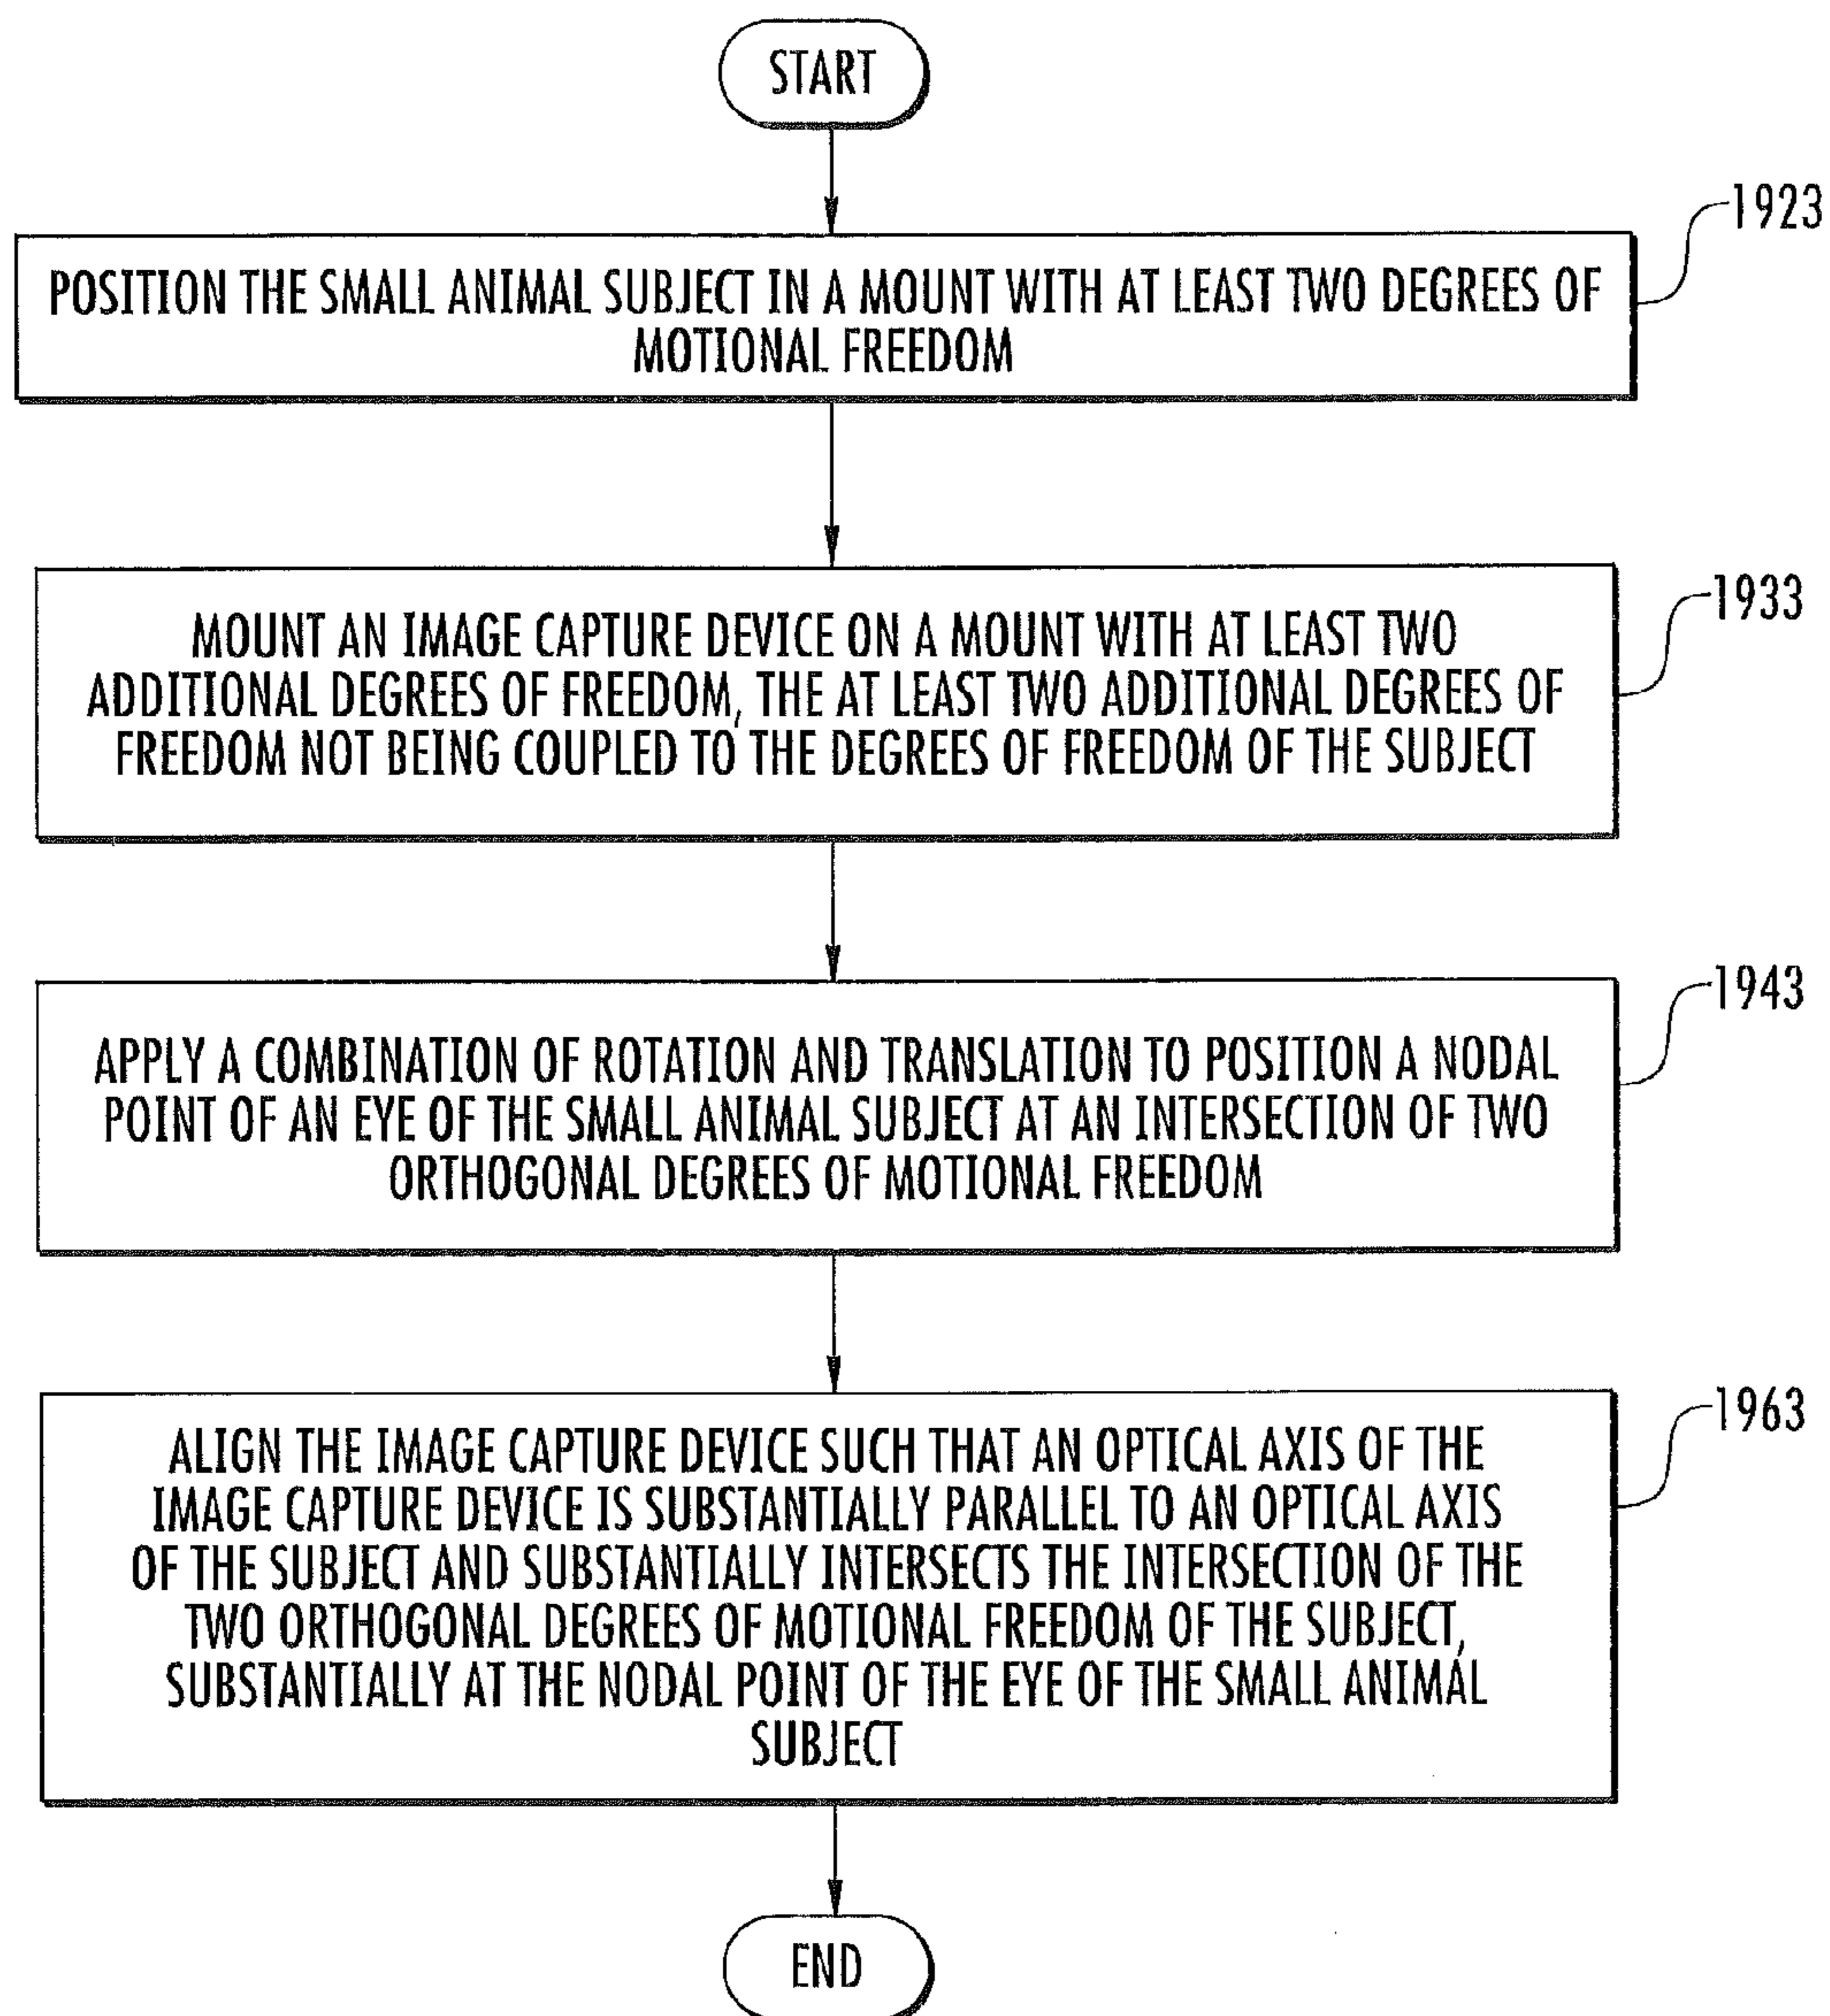 START
1923
POSITION THE SMALL ANIMAL SUBJECT IN A MOUNT WITH AT LEAST TWO DEGREES OF
MOTIONAL FREEDOM
1933
MOUNT AN IMAGE CAPTURE DEVICE ON A MOUNT WITH AT LEAST TWO
ADDITIONAL DEGREES OF FREEDOM, THE AT LEAST TWO ADDITIONAL DEGREES OF
FREEDOM NOT BEING COUPLED TO THE DEGREES OF FREEDOM OF THE SUBJECT
1943
APPLY A COMBINATION OF ROTATION AND TRANSLATION TO POSITION A NODAL
POINT OF AN EYE OF THE SMALL ANIMAL SUBJECT AT AN INTERSECTION OF TWO
ORTHOGONAL DEGREES OF MOTIONAL FREEDOM
1963
ALIGN THE IMAGE CAPTURE DEVICE SUCH THAT AN OPTICAL AXIS OF THE
IMAGE CAPTURE DEVICE IS SUBSTANTIALLY PARALLEL TO AN OPTICAL AXIS
OF THE SUBJECT AND SUBSTANTIALLY INTERSECTS THE INTERSECTION OF THE
TWO ORTHOGONAL DEGREES OF MOTIONAL FREEDOM OF THE SUBJECT,
SUBSTANTIALLY AT THE NODAL POINT OF THE EYE OF THE SMALL ANIMAL
SUBJECT
END